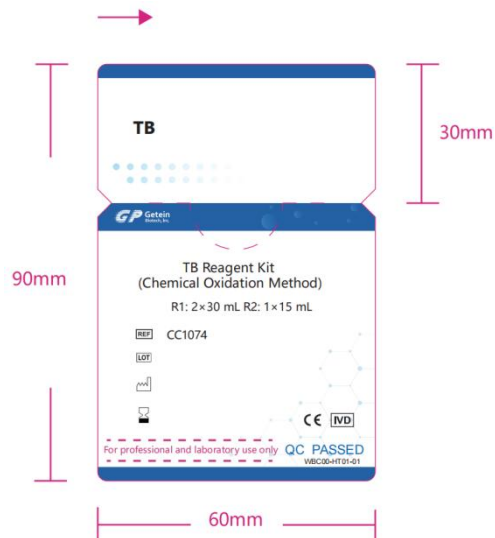 TB
30mm
GP Getein
Biotech, Inc.
90mm
TB Reagent Kit
(Chemical Oxidation Method)
R1: 2×30 mL R2: 1×15 mL
REF CC1074
LOT
CE IVD
For professional and laboratory use only QC PASSED
WBC00-HT01-01
60mm